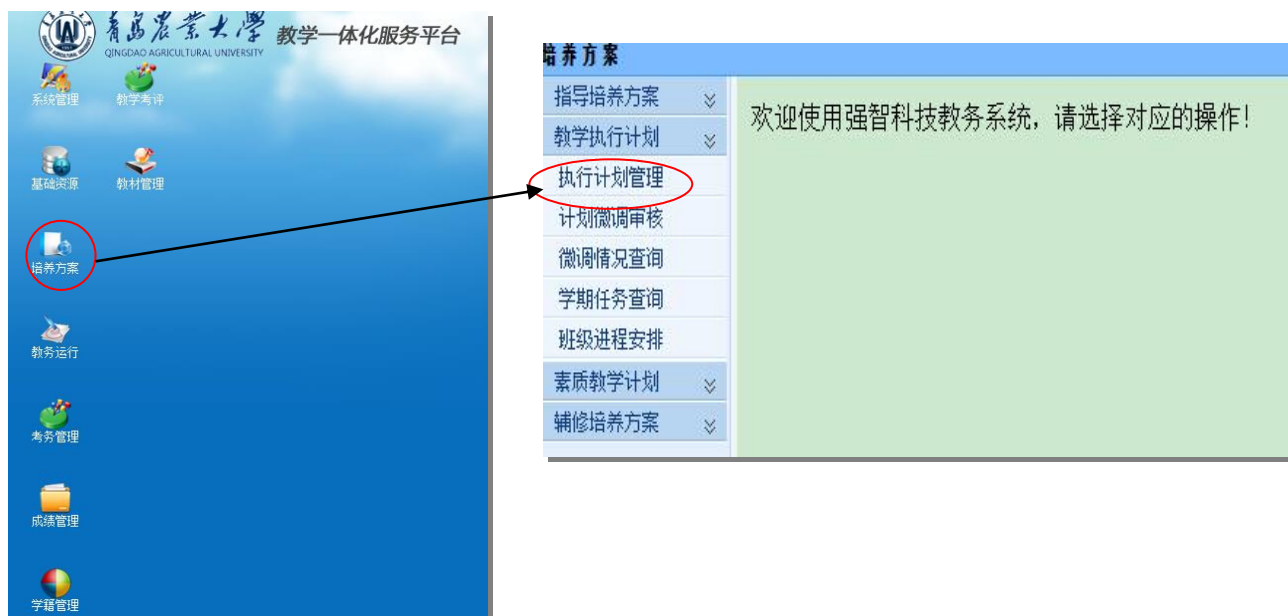 青岛农业大学 教学一体化服务平台
QINGDAO AGRICULTURAL UNIVERSITY
系统管理 教学考评
基础资源 教材管理
培养方案
教务运行
考务管理
成绩管理
学籍管理
培养方案
指导培养方案
教学执行计划
执行计划管理
计划微调审核
微调情况查询
学期任务查询
班级进程安排
素质教学计划
辅修培养方案
欢迎使用强智科技教务系统，请选择对应的操作！